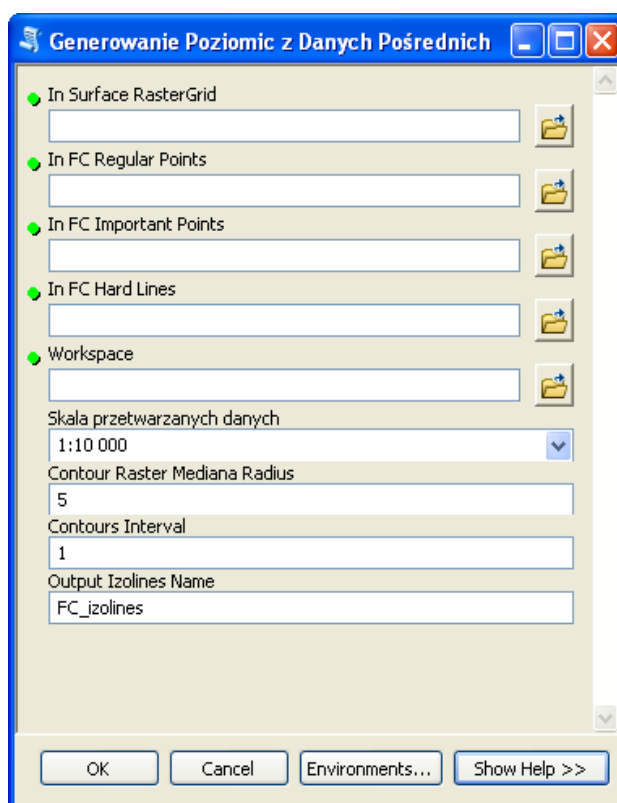 Generowanie Poziomic z Danych Pośrednich
In Surface RasterGrid
In FC Regular Points
In FC Important Points
In FC Hard Lines
Workspace
Skala przetwarzanych danych
1:10 000
Contour Raster Mediana Radius
5
Contours Interval
1
Output Izolines Name
FC_izolines
OK Cancel Environments... Show Help >>